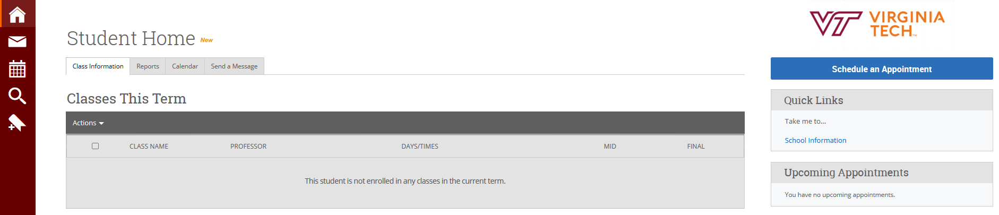 Student Home New
Class Information Reports Calendar Send a Message
Classes This Term
Actions
CLASS NAME PROFESSOR DAYS/TIMES MID FINAL
This student is not enrolled in any classes in the current term.
VT VIRGINIA
TECH™
Schedule an Appointment
Quick Links
Take me to...
School Information
Upcoming Appointments
You have no upcoming appointments.